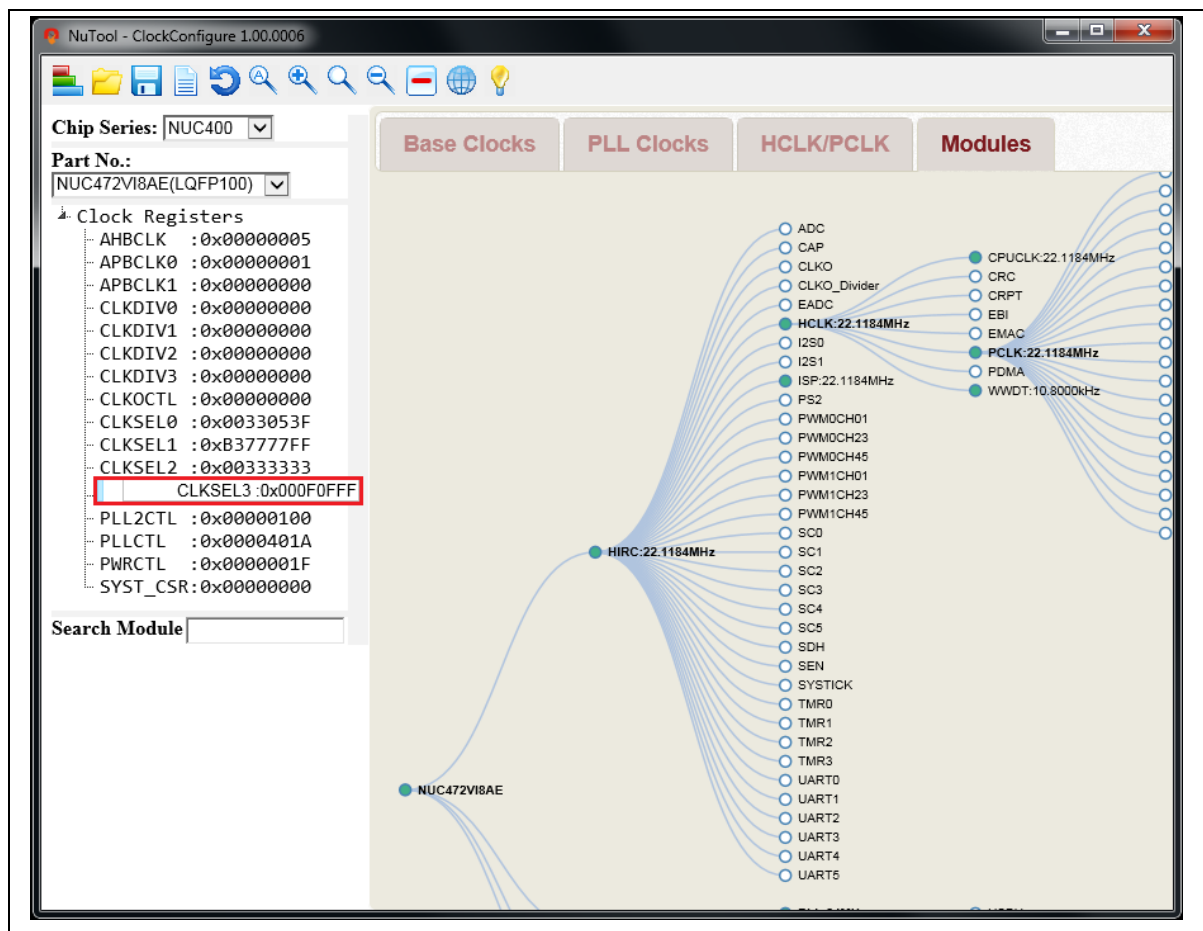 NuTool - ClockConfigure 1.00.0006
Chip Series: NUC400
Part No.:
NUC472VI8AE(LQFP100)
Clock Registers
AHBCLK :0x00000005
APBCLK0 :0x00000001
APBCLK1 :0x00000000
CLKDIV0 :0x00000000
CLKDIV1 :0x00000000
CLKDIV2 :0x00000000
CLKDIV3 :0x00000000
CLKOCTL :0x00000000
CLKSEL0 :0x0033053F
CLKSEL1 :0xB37777FF
CLKSEL2 :0x00333333
CLKSEL3 :0x000F0FFF
PLL2CTL :0x00000100
PLLCTL :0x0000401A
PWRCTL :0x0000001F
SYST_CSR:0x00000000
Search Module
Base Clocks
PLL Clocks
HCLK/PCLK
Modules
NUC472VI8AE
HIRC:22.1184MHz
ADC
CAP
CLKO
CLKO_Divider
EADC
HCLK:22.1184MHz
I2S0
I2S1
ISP:22.1184MHz
PS2
PWM0CH01
PWM0CH23
PWM0CH45
PWM1CH01
PWM1CH23
PWM1CH45
SC0
SC1
SC2
SC3
SC4
SC5
SDH
SEN
SYSTICK
TMR0
TMR1
TMR2
TMR3
UART0
UART1
UART2
UART3
UART4
UART5
CPUCLK:22.1184MHz
CRC
CRPT
EBI
EMAC
PCLK:22.1184MHz
PDMA
WWDT:10.8000kHz